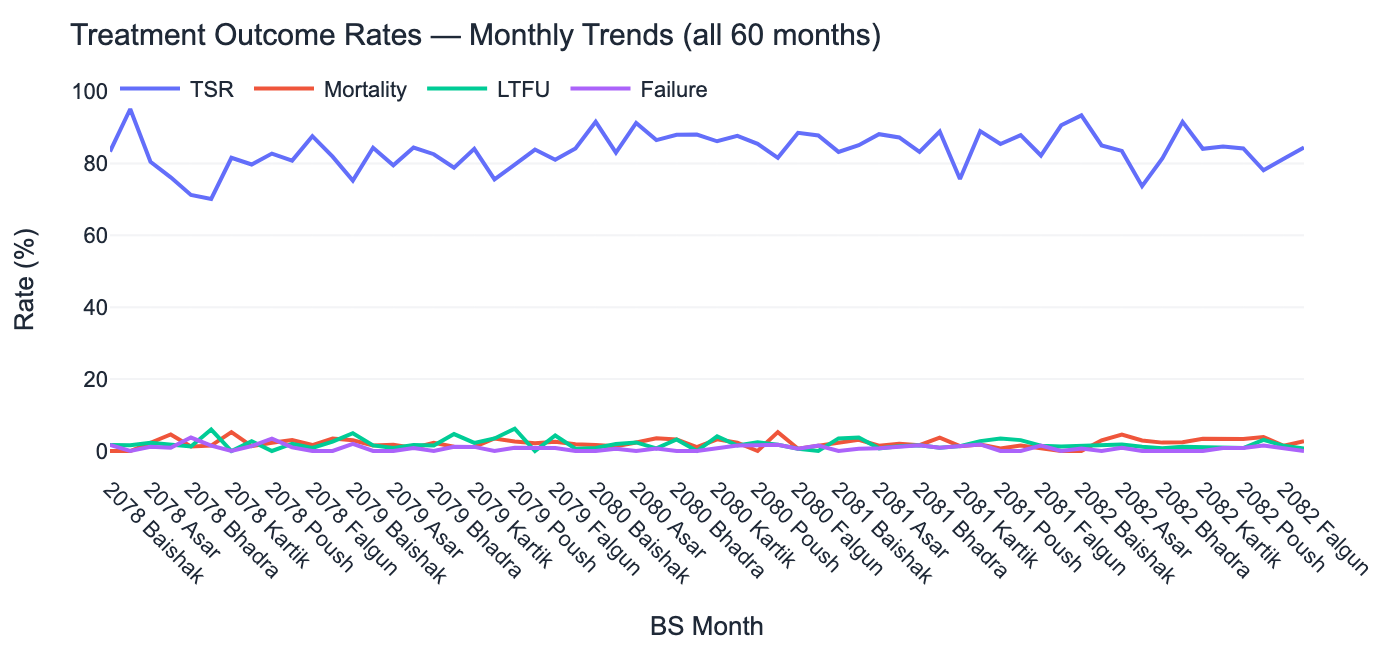 Treatment Outcome Rates — Monthly Trends (all 60 months)
TSR Mortality LTFU Failure
100
80
60
40
20
0
Rate (%)
2078 Baishak
2078 Asar
2078 Bhadra
2078 Kartik
2078 Poush
2078 Falgun
2079 Baishak
2079 Asar
2079 Bhadra
2079 Kartik
2079 Poush
2079 Falgun
2080 Baishak
2080 Asar
2080 Bhadra
2080 Kartik
2080 Poush
2080 Falgun
2081 Baishak
2081 Asar
2081 Bhadra
2081 Kartik
2081 Poush
2081 Falgun
2082 Baishak
2082 Asar
2082 Bhadra
2082 Kartik
2082 Poush
2082 Falgun
BS Month